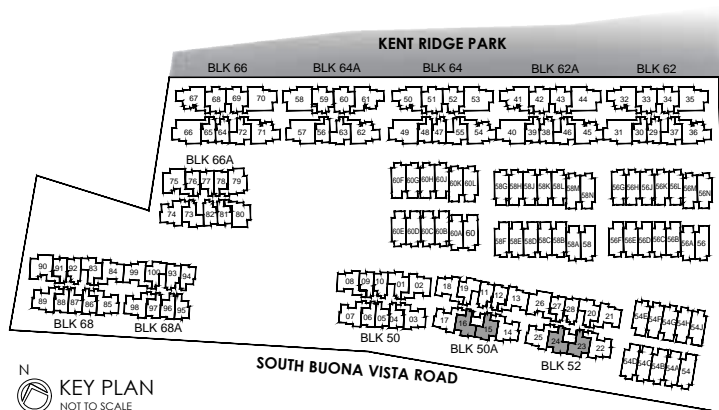 KENT RIDGE PARK
BLK 66 BLK 64A BLK 64 BLK 62A BLK 62
67 68 69 70 58 59 60 61 50 51 52 53 41 42 43 44 32 33 34 35
66 65 64 72 71 57 56 63 62 49 48 47 55 54 40 39 38 46 45 31 30 29 37 36
BLK 66A
75 76 77 78 79 60F 60G 60H 60J 60K 60L 58G 58H 58J 58K 58L 58M 58N 56G 56H 56J 56K 56L 56M 56N
74 73 82 81 80 60E 60D 60C 60B 60A 60 58F 58E 58D 58C 58B 58A 58 56F 56E 56D 56C 56B 56A 56
90 91 92 83 84 99 100 93 94 08 09 10 01 02 18 19 11 12 13 26 27 28 20 21 54E 54F 54G 54H 54J
89 88 87 86 85 98 97 96 95 07 06 05 04 03 17 16 15 14 25 24 23 22 54D 54C 54B 54A 54
BLK 68 BLK 68A BLK 50 BLK 50A BLK 52
SOUTH BUONA VISTA ROAD
N
KEY PLAN
NOT TO SCALE